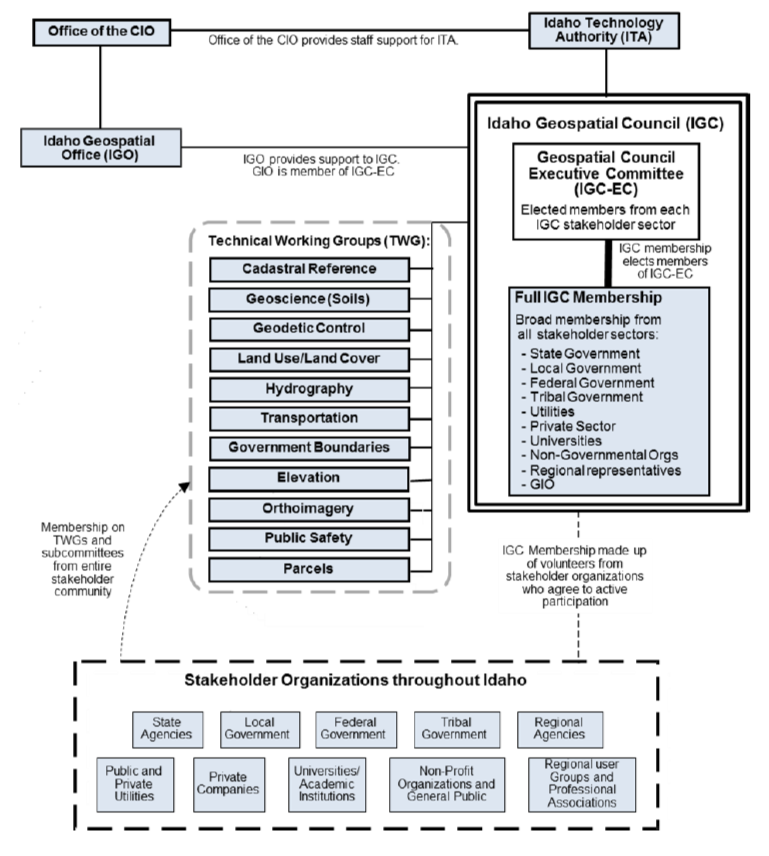 Office of the CIO
Office of the CIO provides staff support for ITA.
Idaho Technology
Authority (ITA)
Idaho Geospatial
Office (IGO)
IGO provides support to IGC.
GIO is member of IGC-EC
Idaho Geospatial Council (IGC)
Geospatial Council
Executive Committee
(IGC-EC)
Elected members from each
IGC stakeholder sector
IGC membership
elects members
of IGC-EC
Full IGC Membership
Broad membership from
all stakeholder sectors:
- State Government
- Local Government
- Federal Government
- Tribal Government
- Utilities
- Private Sector
- Universities
- Non-Governmental Orgs
- Regional representatives
- GIO
Technical Working Groups (TWG):
Cadastral Reference
Geoscience (Soils)
Geodetic Control
Land Use/Land Cover
Hydrography
Transportation
Government Boundaries
Elevation
Orthoimagery
Public Safety
Parcels
Membership on
TWGs and
subcommittees
from entire
stakeholder
community
IGC Membership made up
of volunteers from
stakeholder organizations
who agree to active
participation
Stakeholder Organizations throughout Idaho
State
Agencies
Local
Government
Federal
Government
Tribal
Government
Regional
Agencies
Public and
Private
Utilities
Private
Companies
Universities/
Academic
Institutions
Non-Profit
Organizations and
General Public
Regional user
Groups and
Professional
Associations